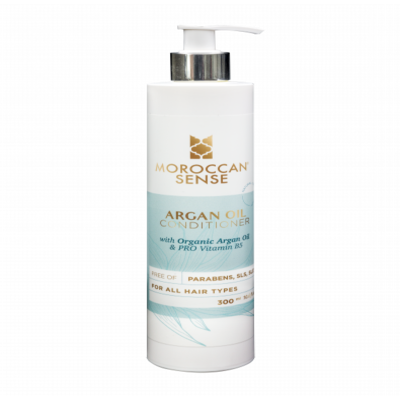 MOROCCAN
SENSE
ARGAN OIL
CONDITIONER
with Organic Argan Oil
& PRO Vitamin B5
FREE OF PARABENS, SLS,
FOR ALL HAIR TYPES
300